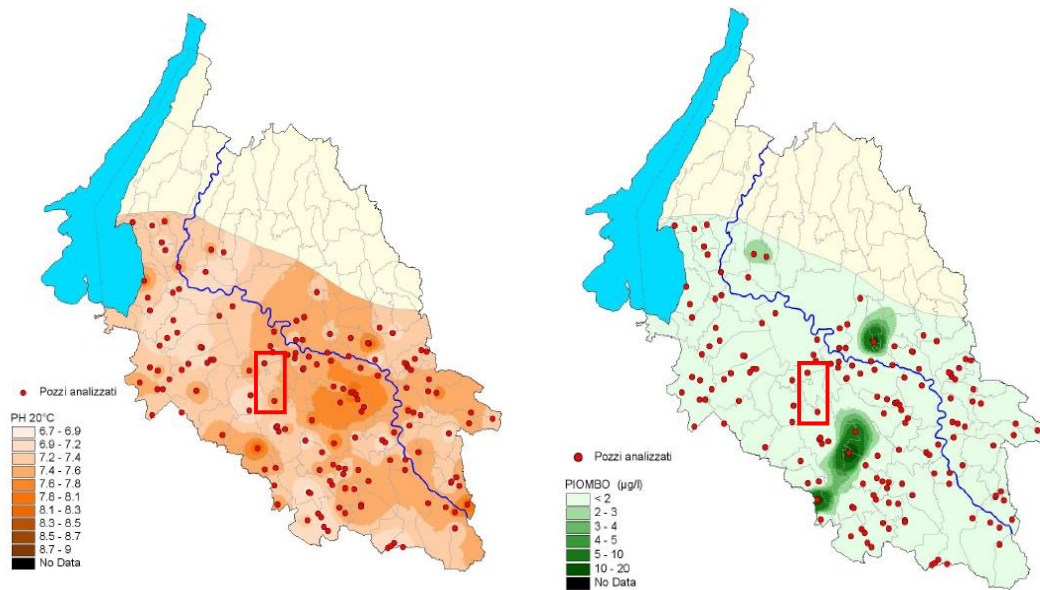 Pozzi analizzati
PH 20°C
6.7 - 6.9
6.9 - 7.2
7.2 - 7.4
7.4 - 7.6
7.6 - 7.8
7.6 - 8.1
8.1 - 8.3
8.3 - 8.5
8.5 - 8.7
8.7 - 9
No Data
Pozzi analizzati
PIOMBO (µg/l)
< 2
2 - 3
3 - 4
4 - 5
5 - 10
10 - 20
No Data